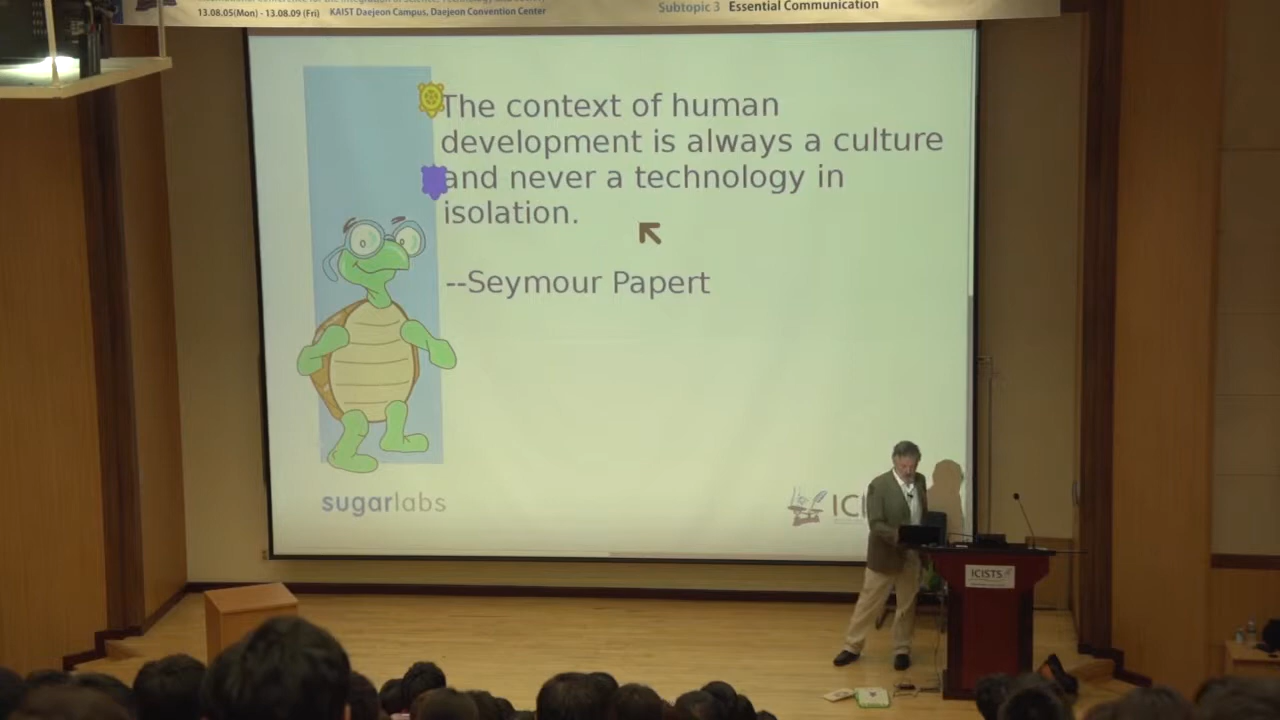 13.08.05(Mon) - 13.08.09 (Fri) KAIST Daejeon Campus, Daejeon Convention Center
Subtopic 3 Essential Communication
The context of human
development is always a culture
and never a technology in
isolation.
--Seymour Papert
sugarlabs
ICI
ICISTS